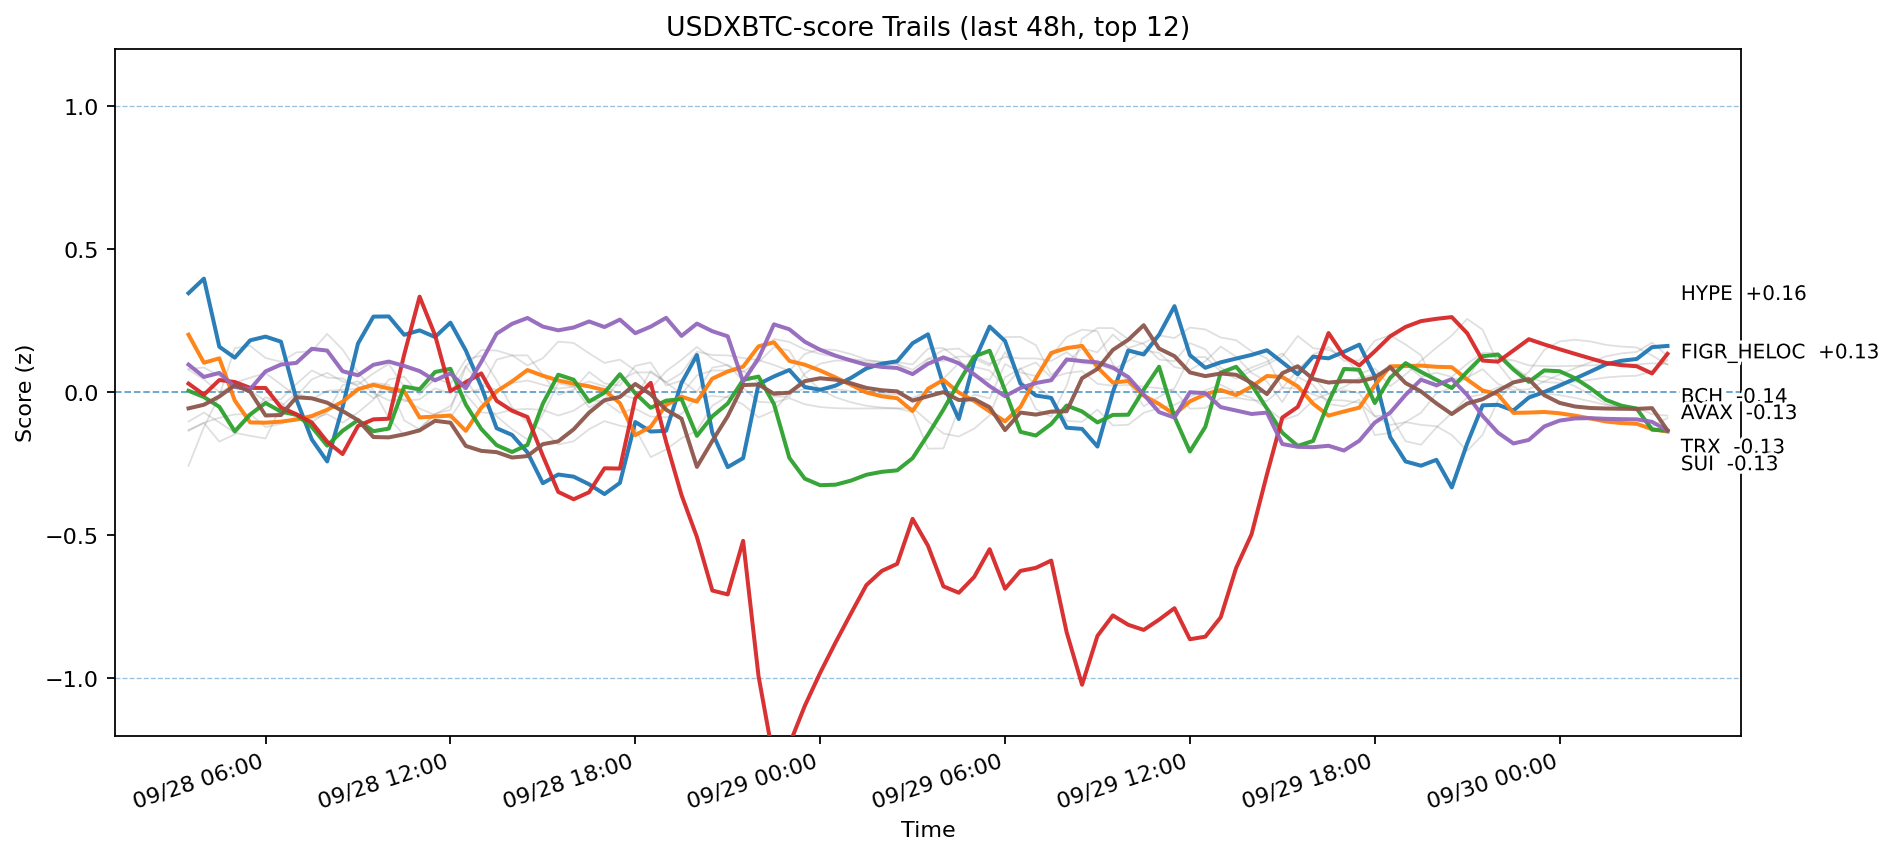 USDXBTC-score Trails (last 48h, top 12)
Score (z)
1.0
0.5
0.0
−0.5
−1.0
HYPE +0.16
FIGR_HELOC +0.13
BCH -0.14
AVAX -0.13
TRX -0.13
SUI -0.13
09/28 06:00
09/28 12:00
09/28 18:00
09/29 00:00
09/29 06:00
09/29 12:00
09/29 18:00
09/30 00:00
Time